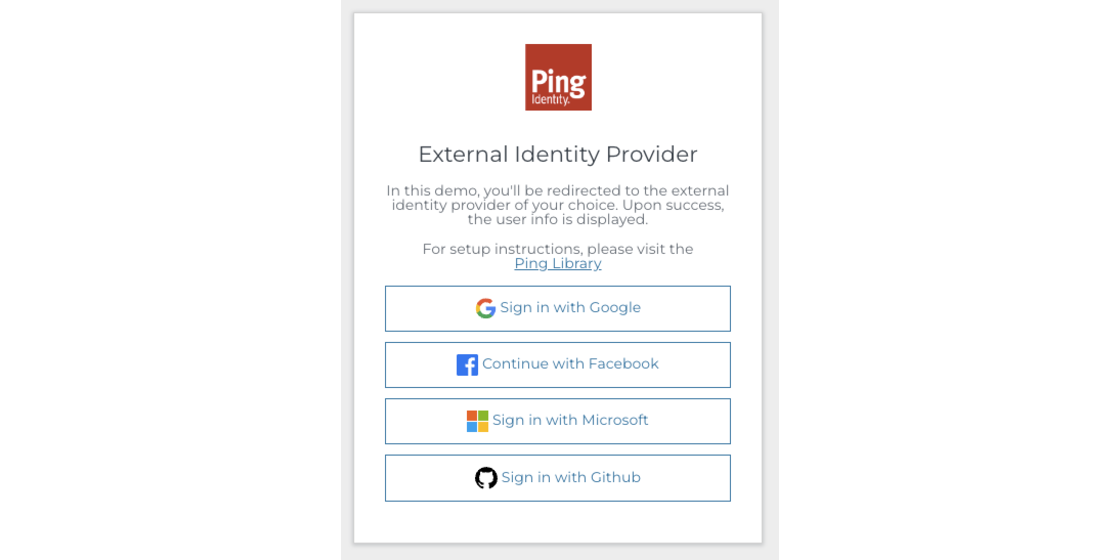 Ping
Identity.
External Identity Provider
In this demo, you'll be redirected to the external
identity provider of your choice. Upon success,
the user info is displayed.
For setup instructions, please visit the
Ping Library
Sign in with Google
Continue with Facebook
Sign in with Microsoft
Sign in with Github